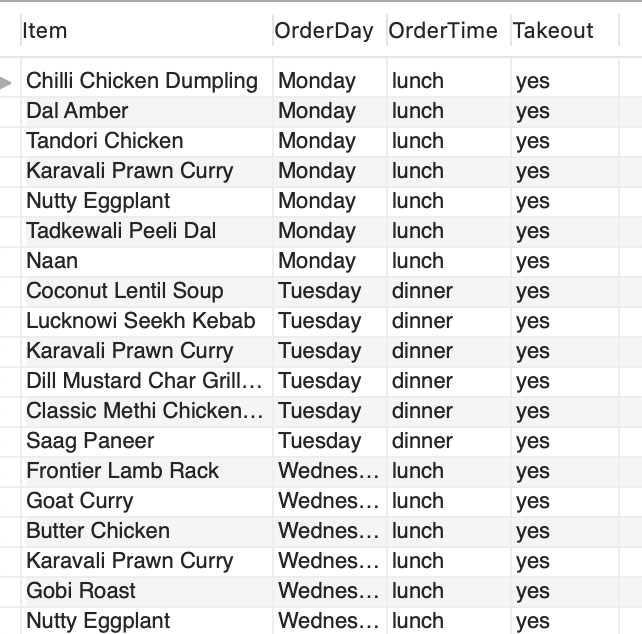 Item OrderDay OrderTime Takeout
Chilli Chicken Dumpling Monday lunch yes
Dal Amber Monday lunch yes
Tandori Chicken Monday lunch yes
Karavali Prawn Curry Monday lunch yes
Nutty Eggplant Monday lunch yes
Tadkewali Peeli Dal Monday lunch yes
Naan Monday lunch yes
Coconut Lentil Soup Tuesday dinner yes
Lucknowi Seekh Kebab Tuesday dinner yes
Karavali Prawn Curry Tuesday dinner yes
Dill Mustard Char Grill… Tuesday dinner yes
Classic Methi Chicken… Tuesday dinner yes
Saag Paneer Tuesday dinner yes
Frontier Lamb Rack Wednes… lunch yes
Goat Curry Wednes… lunch yes
Butter Chicken Wednes… lunch yes
Karavali Prawn Curry Wednes… lunch yes
Gobi Roast Wednes… lunch yes
Nutty Eggplant Wednes… lunch yes